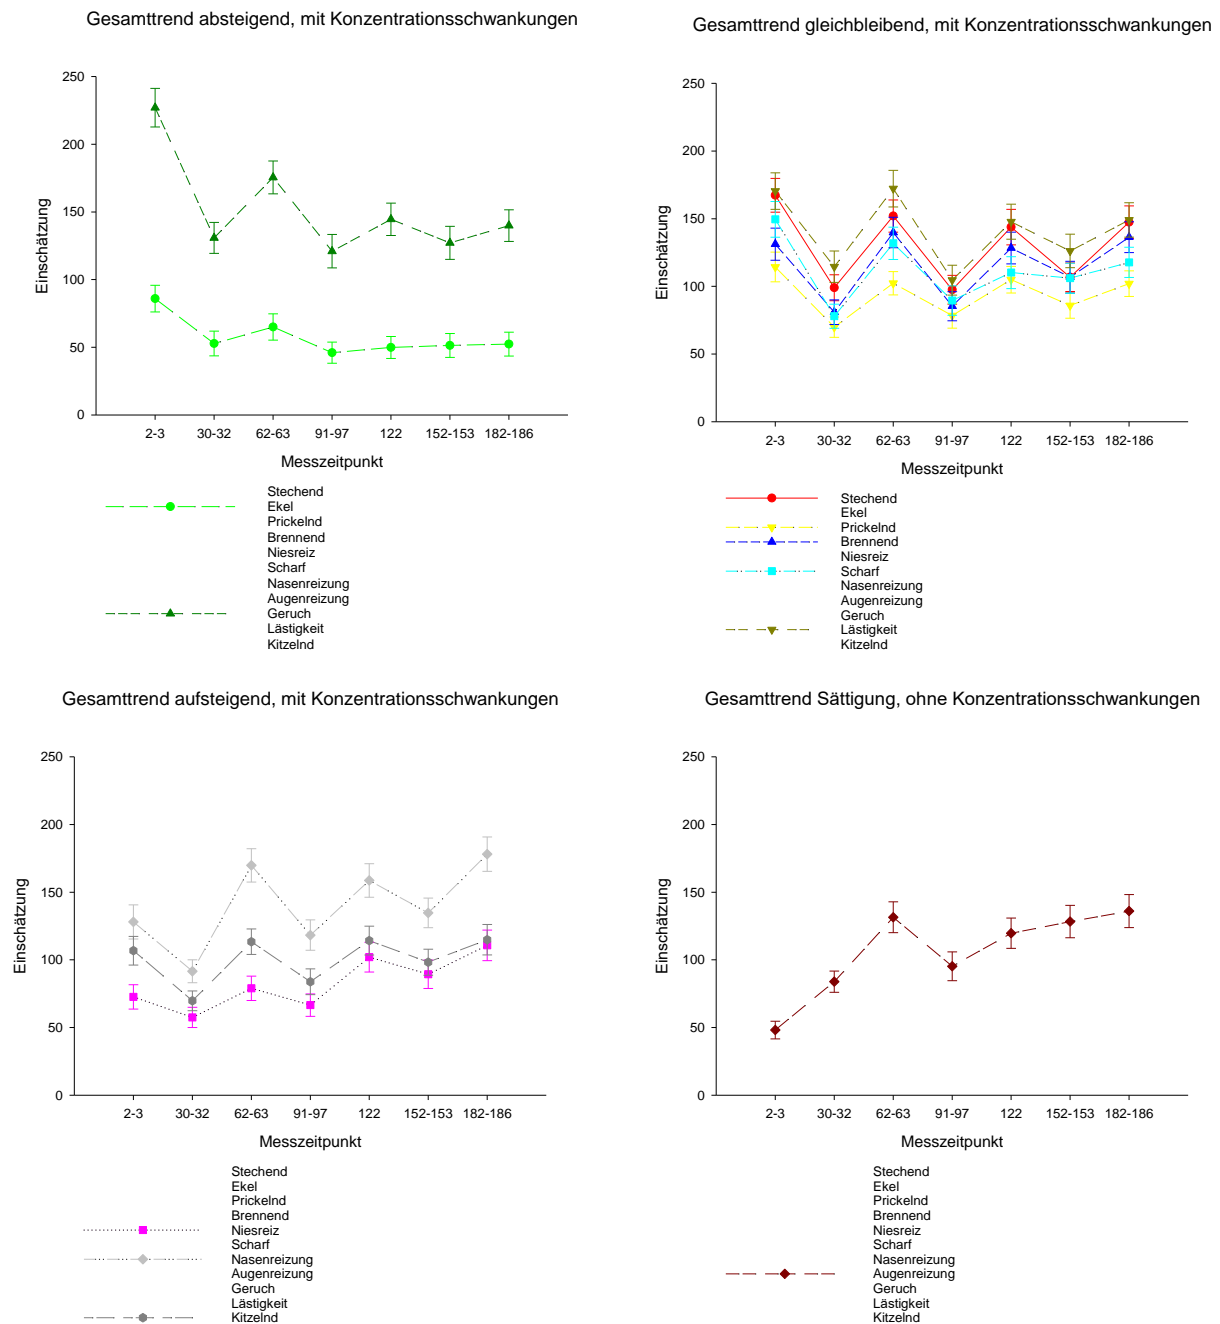 Gesamttrend absteigend, mit Konzentrationsschwankungen
250
200
150
100
50
0
Einschätzung
2-3 30-32 62-63 91-97 122 152-153 182-186
Messzeitpunkt
Stechend
Ekel
Prickelnd
Brennend
Niesreiz
Scharf
Nasenreizung
Augenreizung
Geruch
Lästigkeit
Kitzelnd
Gesamttrend gleichbleibend, mit Konzentrationsschwankungen
250
200
150
100
50
0
Einschätzung
2-3 30-32 62-63 91-97 122 152-153 182-186
Messzeitpunkt
Stechend
Ekel
Prickelnd
Brennend
Niesreiz
Scharf
Nasenreizung
Augenreizung
Geruch
Lästigkeit
Kitzelnd
Gesamttrend aufsteigend, mit Konzentrationsschwankungen
250
200
150
100
50
0
Einschätzung
2-3 30-32 62-63 91-97 122 152-153 182-186
Messzeitpunkt
Stechend
Ekel
Prickelnd
Brennend
Niesreiz
Scharf
Nasenreizung
Augenreizung
Geruch
Lästigkeit
Kitzelnd
Gesamttrend Sättigung, ohne Konzentrationsschwankungen
250
200
150
100
50
0
Einschätzung
2-3 30-32 62-63 91-97 122 152-153 182-186
Messzeitpunkt
Stechend
Ekel
Prickelnd
Brennend
Niesreiz
Scharf
Nasenreizung
Augenreizung
Geruch
Lästigkeit
Kitzelnd